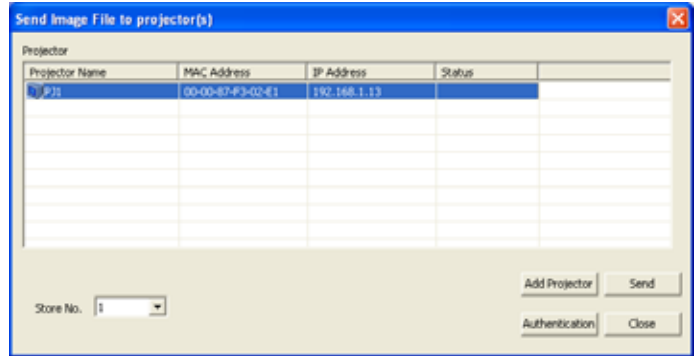 Send Image File to projector(s)
Projector
Projector Name MAC Address IP Address Status
PJ1 00-00-87-F3-02-E1 192.168.1.13
Add Projector Send
Store No. 1
Authentication Close